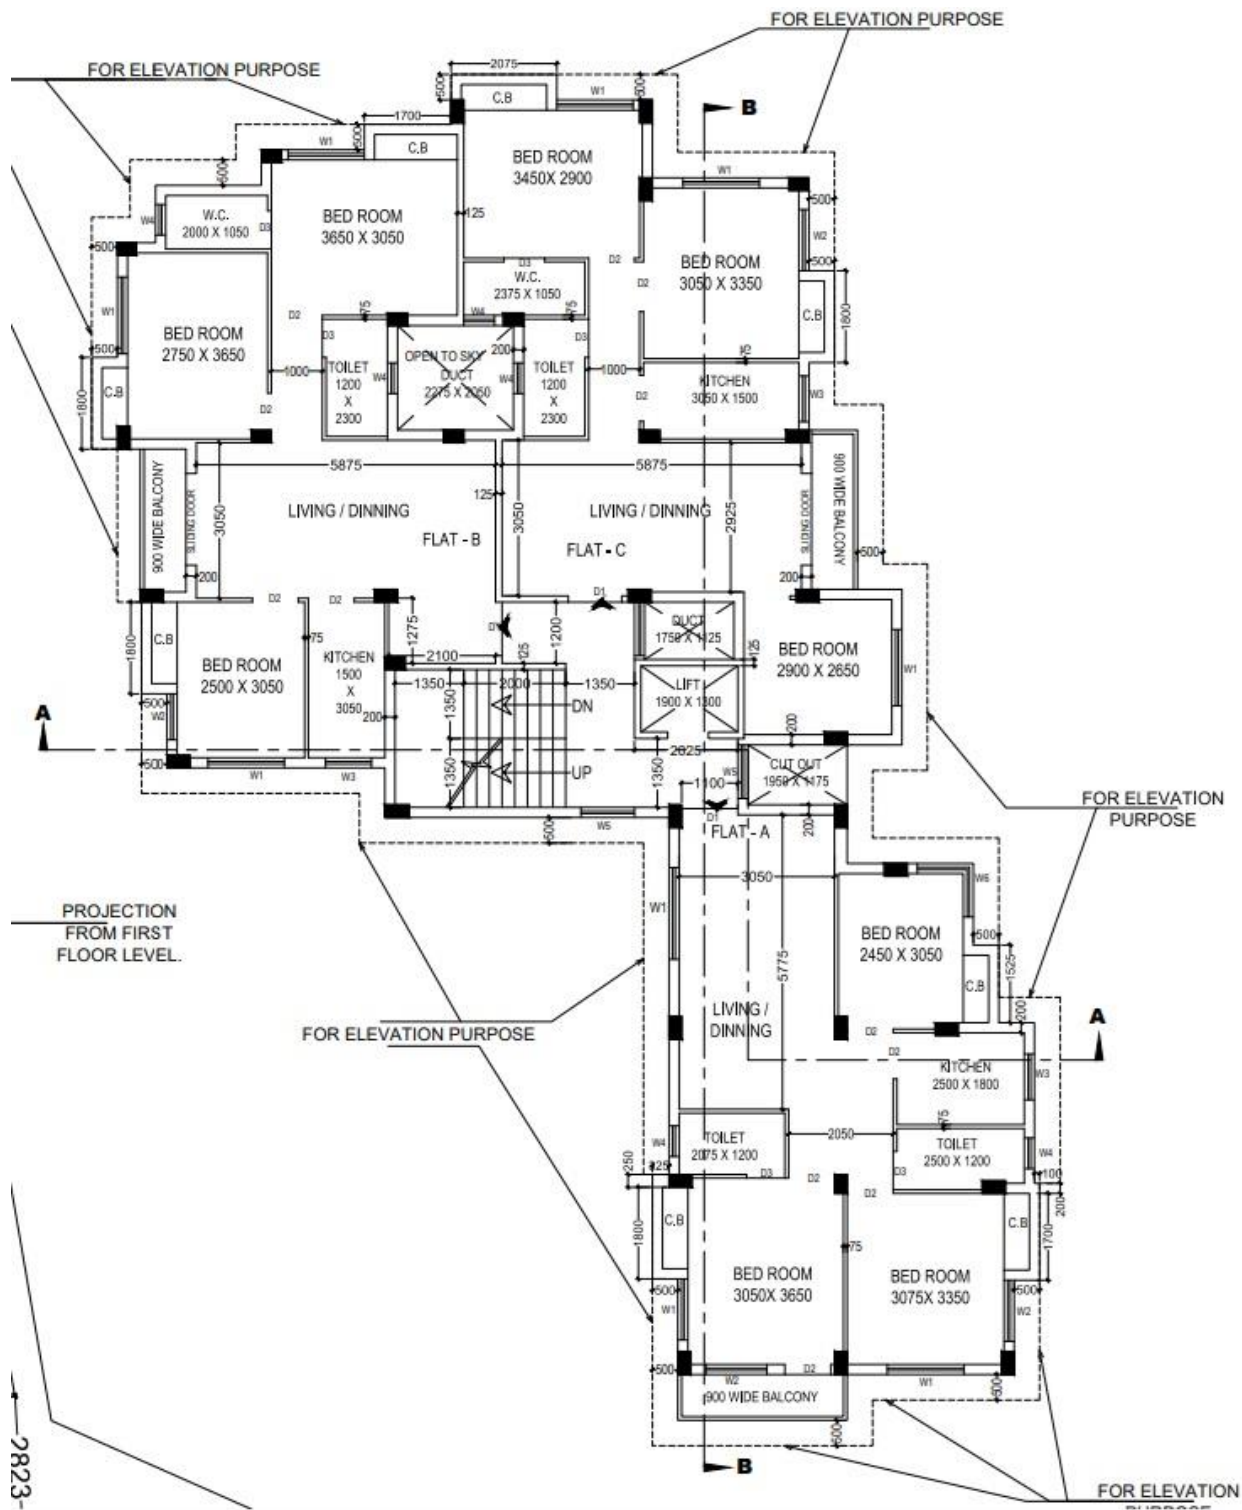 FOR ELEVATION PURPOSE
FOR ELEVATION PURPOSE
2075
500
C.B
W1
500
B
1700
500
W1
C.B
BED ROOM
3450X 2900
W1
500
W4
W.C.
2000 X 1050
D3
BED ROOM
3650 X 3050
125
500
W2
500
500
D3
W.C.
2375 X 1050
D2
D2
BED ROOM
3050 X 3350
C.B
1800
W1
BED ROOM
2750 X 3650
D2
75
W4
75
500
C.B
1800
1000
D3
TOILET
1200
X
2300
W4
OPEN TO SKY
DUCT
2275 X 2050
200
W4
D3
TOILET
1200
X
2300
1000
75
KITCHEN
3050 X 1500
D2
W3
D2
5875
5875
900 WIDE BALCONY
SLIDING DOOR
3050
LIVING / DINNING
FLAT - B
125
3050
LIVING / DINNING
FLAT - C
2925
SLIDING DOOR
900 WIDE BALCONY
500
200
200
D2
D2
D1
1800
C.B
BED ROOM
2500 X 3050
75
KITCHEN
1500
X
3050
1275
2100
D1
1200
125
DUCT
1750 X 1125
125
BED ROOM
2900 X 2650
W1
500
W2
1350
2000
1350
LIFT
1900 X 1300
A
200
1350
DN
200
500
W1
W3
1350
UP
2025
1350
1100
W5
CUT OUT
1950 X 1175
FOR ELEVATION
PURPOSE
W5
500
D1
FLAT - A
200
3050
W1
W6
PROJECTION
FROM FIRST
FLOOR LEVEL.
BED ROOM
2450 X 3050
500
1525
C.B
5775
LIVING /
DINNING
200
A
FOR ELEVATION PURPOSE
D2
D2
KITCHEN
2500 X 1800
W3
75
W4
TOILET
2075 X 1200
2050
TOILET
2500 X 1200
W4
250
D3
D2
D3
D2
100
200
1800
C.B
C.B
1700
75
BED ROOM
3050X 3650
BED ROOM
3075X 3350
500
W1
500
W2
500
W2
D2
W1
500
900 WIDE BALCONY
500
B
2823-
FOR ELEVATION